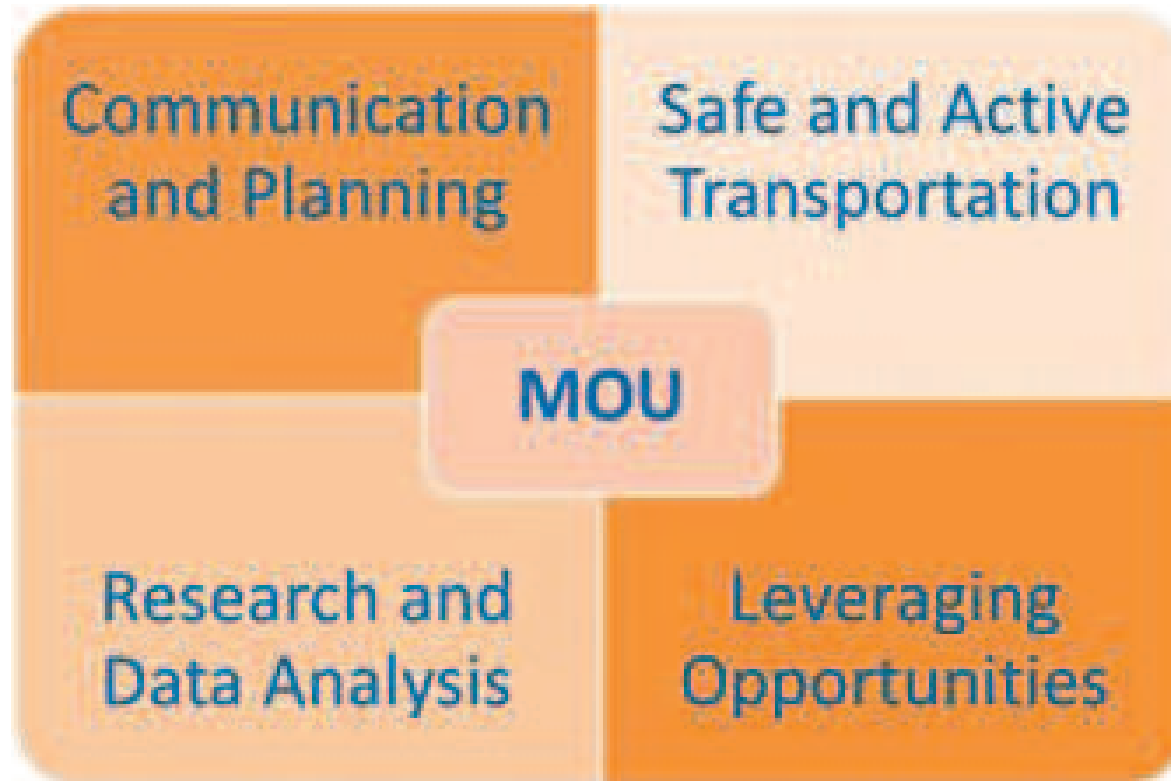 Communication
and Planning
Safe and Active
Transportation
MOU
Research and
Data Analysis
Leveraging
Opportunities